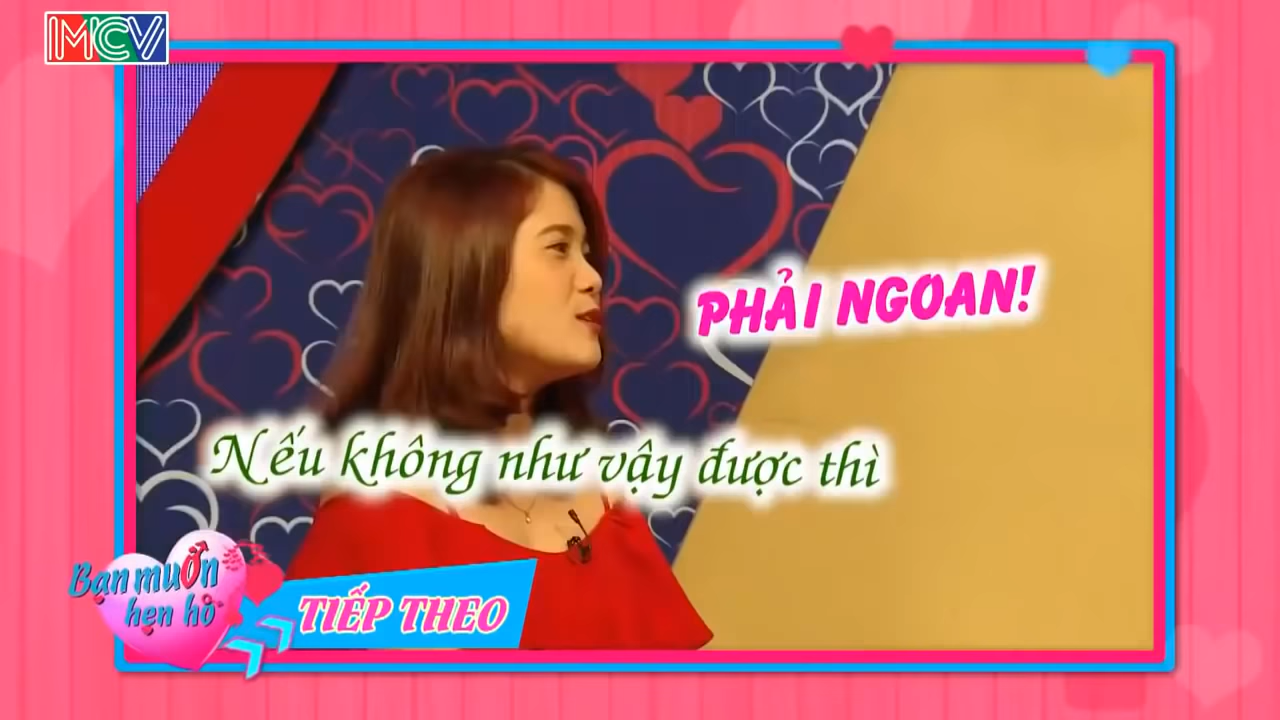 MCV
PHẢI NGOAN!
Nếu không như vậy được thì
Bạn muốn
hẹn hò
TIẾP THEO